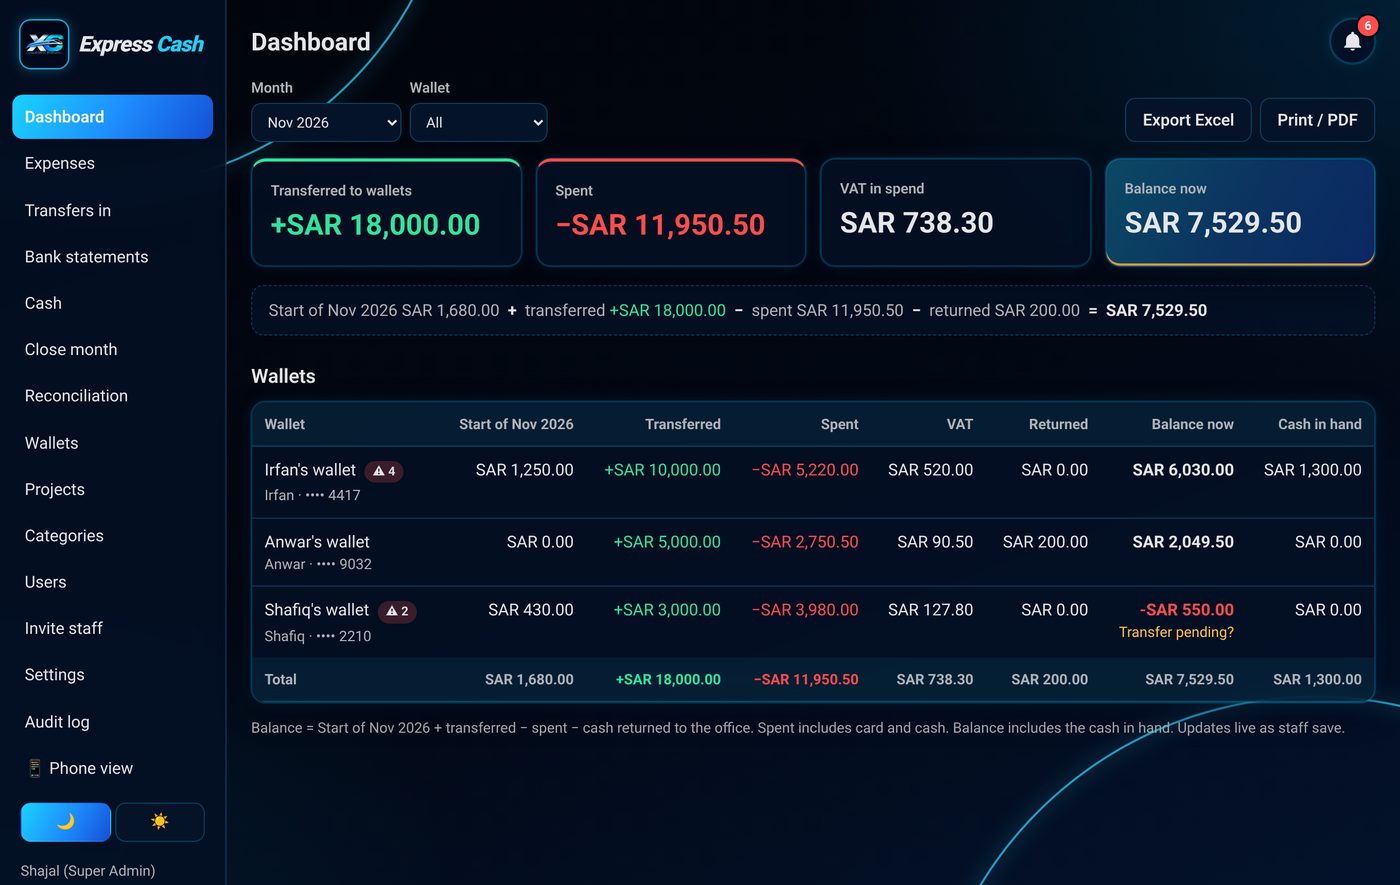 XG Express Cash
Dashboard
Expenses
Transfers in
Bank statements
Cash
Close month
Reconciliation
Wallets
Projects
Categories
Users
Invite staff
Settings
Audit log
📱 Phone view
🌙 ☀️
Shajal (Super Admin)
Dashboard
6
Month Wallet
Nov 2026 All
Export Excel Print / PDF
Transferred to wallets
+SAR 18,000.00
Spent
−SAR 11,950.50
VAT in spend
SAR 738.30
Balance now
SAR 7,529.50
Start of Nov 2026 SAR 1,680.00 + transferred +SAR 18,000.00 − spent SAR 11,950.50 − returned SAR 200.00 = SAR 7,529.50
Wallets
Wallet Start of Nov 2026 Transferred Spent VAT Returned Balance now Cash in hand
Irfan's wallet ⚠ 4 SAR 1,250.00 +SAR 10,000.00 −SAR 5,220.00 SAR 520.00 SAR 0.00 SAR 6,030.00 SAR 1,300.00
Irfan · •••• 4417
Anwar's wallet SAR 0.00 +SAR 5,000.00 −SAR 2,750.50 SAR 90.50 SAR 200.00 SAR 2,049.50 SAR 0.00
Anwar · •••• 9032
Shafiq's wallet ⚠ 2 SAR 430.00 +SAR 3,000.00 −SAR 3,980.00 SAR 127.80 SAR 0.00 -SAR 550.00 SAR 0.00
Shafiq · •••• 2210 Transfer pending?
Total SAR 1,680.00 +SAR 18,000.00 −SAR 11,950.50 SAR 738.30 SAR 200.00 SAR 7,529.50 SAR 1,300.00
Balance = Start of Nov 2026 + transferred − spent − cash returned to the office. Spent includes card and cash. Balance includes the cash in hand. Updates live as staff save.